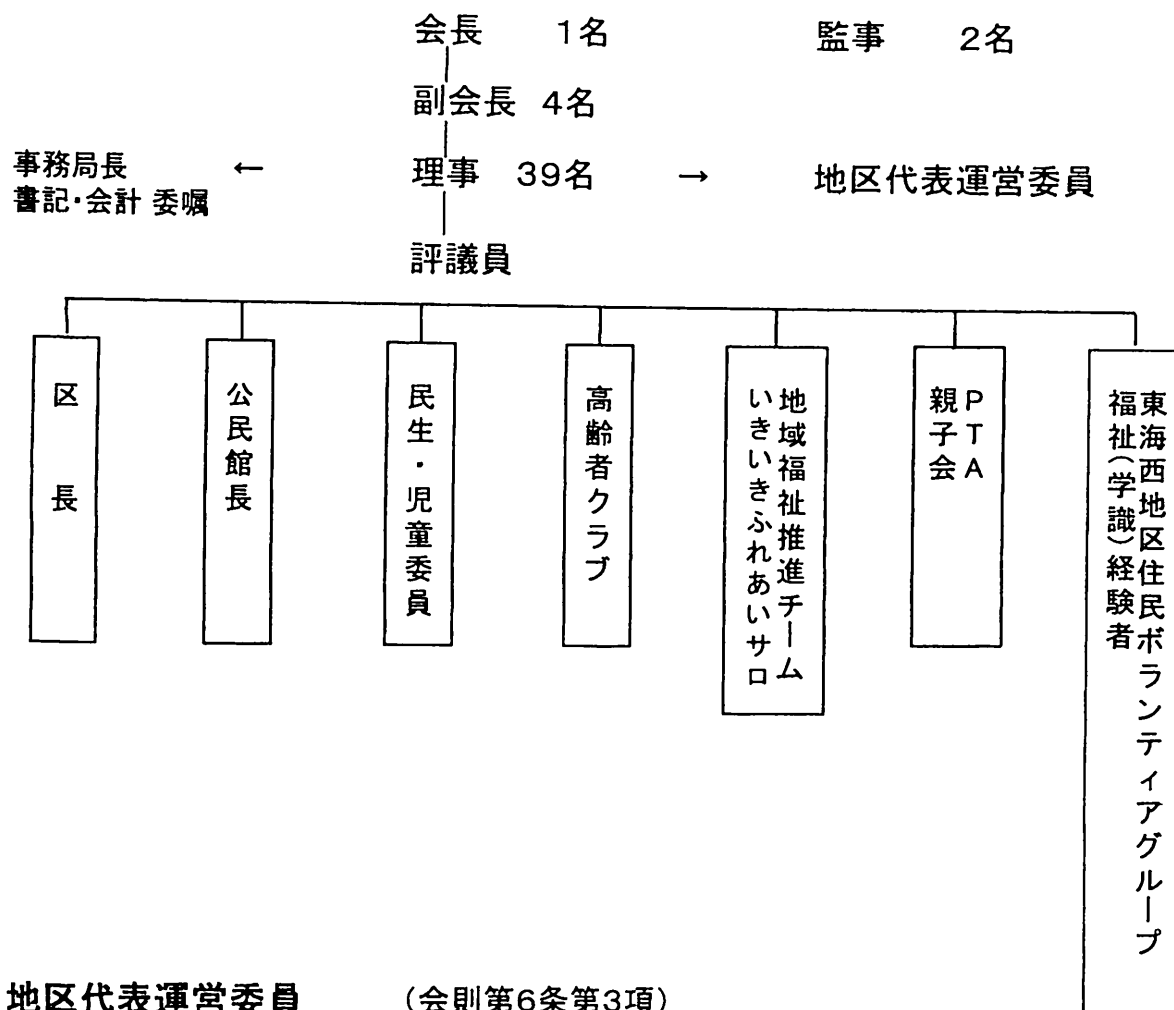 会長　1名
監事　2名
副会長 4名
事務局長
書記・会計 委嘱
←
理事　39名
→
地区代表運営委員
評議員
区長
公民館長
民生・児童委員
高齢者クラブ
地域福祉推進チーム
いきいきふれあいサロ
PTA
親子会
東海西地区住民ボランティアグループ
福祉(学識)経験者
地区代表運営委員　(会則第6条第3項)